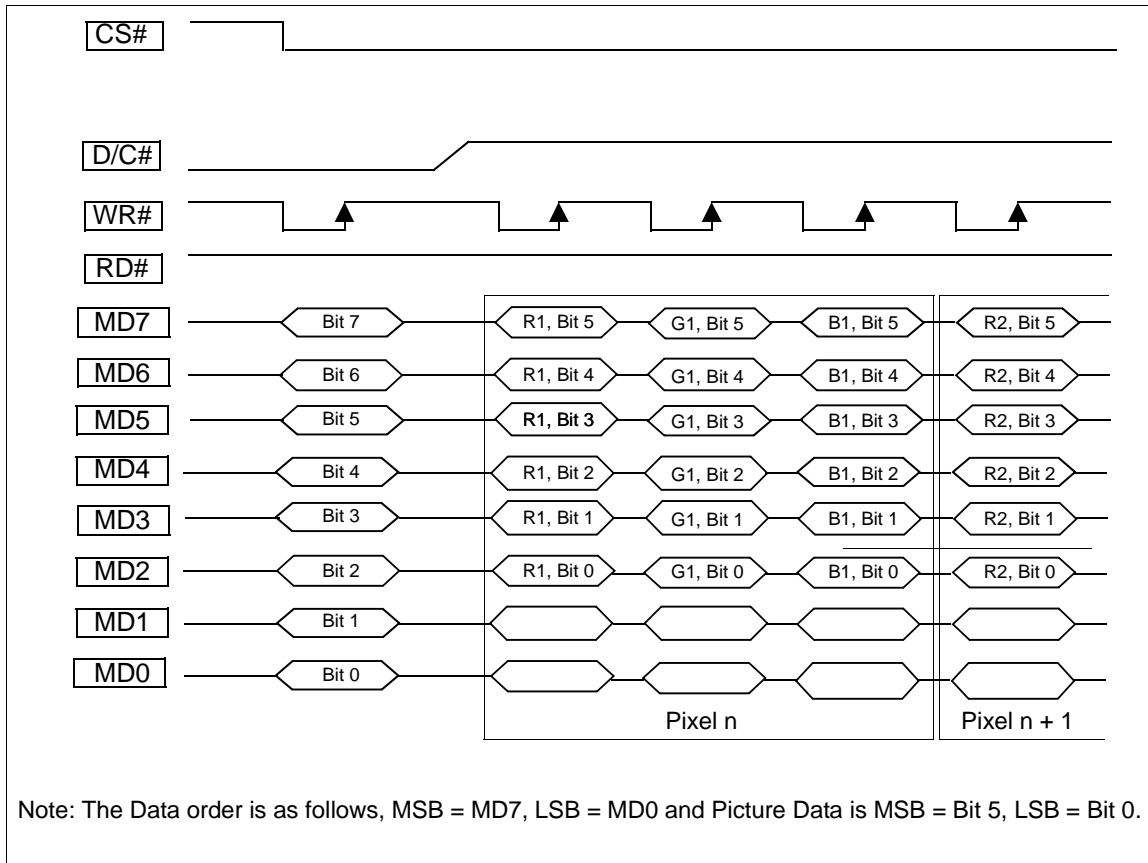 CS#
D/C#
WR#
RD#
MD7 Bit 7 R1, Bit 5 G1, Bit 5 B1, Bit 5 R2, Bit 5
MD6 Bit 6 R1, Bit 4 G1, Bit 4 B1, Bit 4 R2, Bit 4
MD5 Bit 5 R1, Bit 3 G1, Bit 3 B1, Bit 3 R2, Bit 3
MD4 Bit 4 R1, Bit 2 G1, Bit 2 B1, Bit 2 R2, Bit 2
MD3 Bit 3 R1, Bit 1 G1, Bit 1 B1, Bit 1 R2, Bit 1
MD2 Bit 2 R1, Bit 0 G1, Bit 0 B1, Bit 0 R2, Bit 0
MD1 Bit 1
MD0 Bit 0
Pixel n Pixel n + 1
Note: The Data order is as follows, MSB = MD7, LSB = MD0 and Picture Data is MSB = Bit 5, LSB = Bit 0.